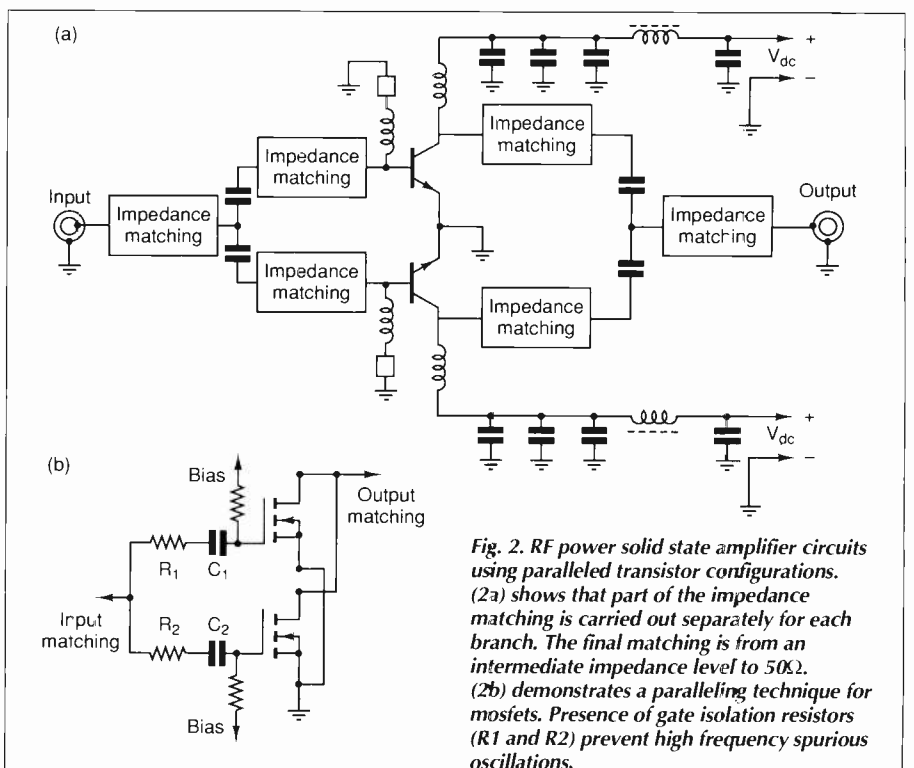 (a)
+
Vdc
−
Impedance
matching
Impedance
matching
Input
Impedance
matching
Impedance
matching
Output
Impedance
matching
Impedance
matching
+
Vdc
−
(b)
Bias
Output
matching
R1
C1
Input
matching
R2
C2
Bias
Fig. 2. RF power solid state amplifier circuits
using paralleled transistor configurations.
(2a) shows that part of the impedance
matching is carried out separately for each
branch. The final matching is from an
intermediate impedance level to 50Ω.
(2b) demonstrates a paralleling technique for
mosfets. Presence of gate isolation resistors
(R1 and R2) prevent high frequency spurious
oscillations.